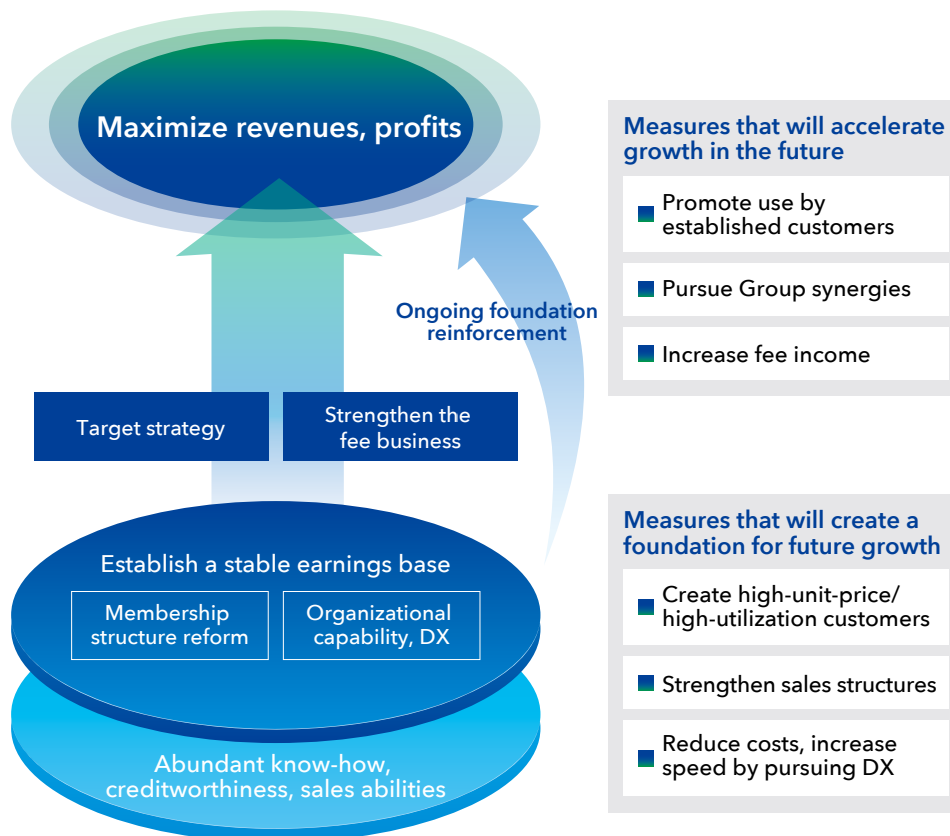 Maximize revenues, profits
Ongoing foundation
reinforcement
Target strategy
Strengthen the
fee business
Establish a stable earnings base
Membership
structure reform
Organizational
capability, DX
Abundant know-how,
creditworthiness, sales abilities
Measures that will accelerate
growth in the future
Promote use by
established customers
Pursue Group synergies
Increase fee income
Measures that will create a
foundation for future growth
Create high-unit-price/
high-utilization customers
Strengthen sales structures
Reduce costs, increase
speed by pursuing DX